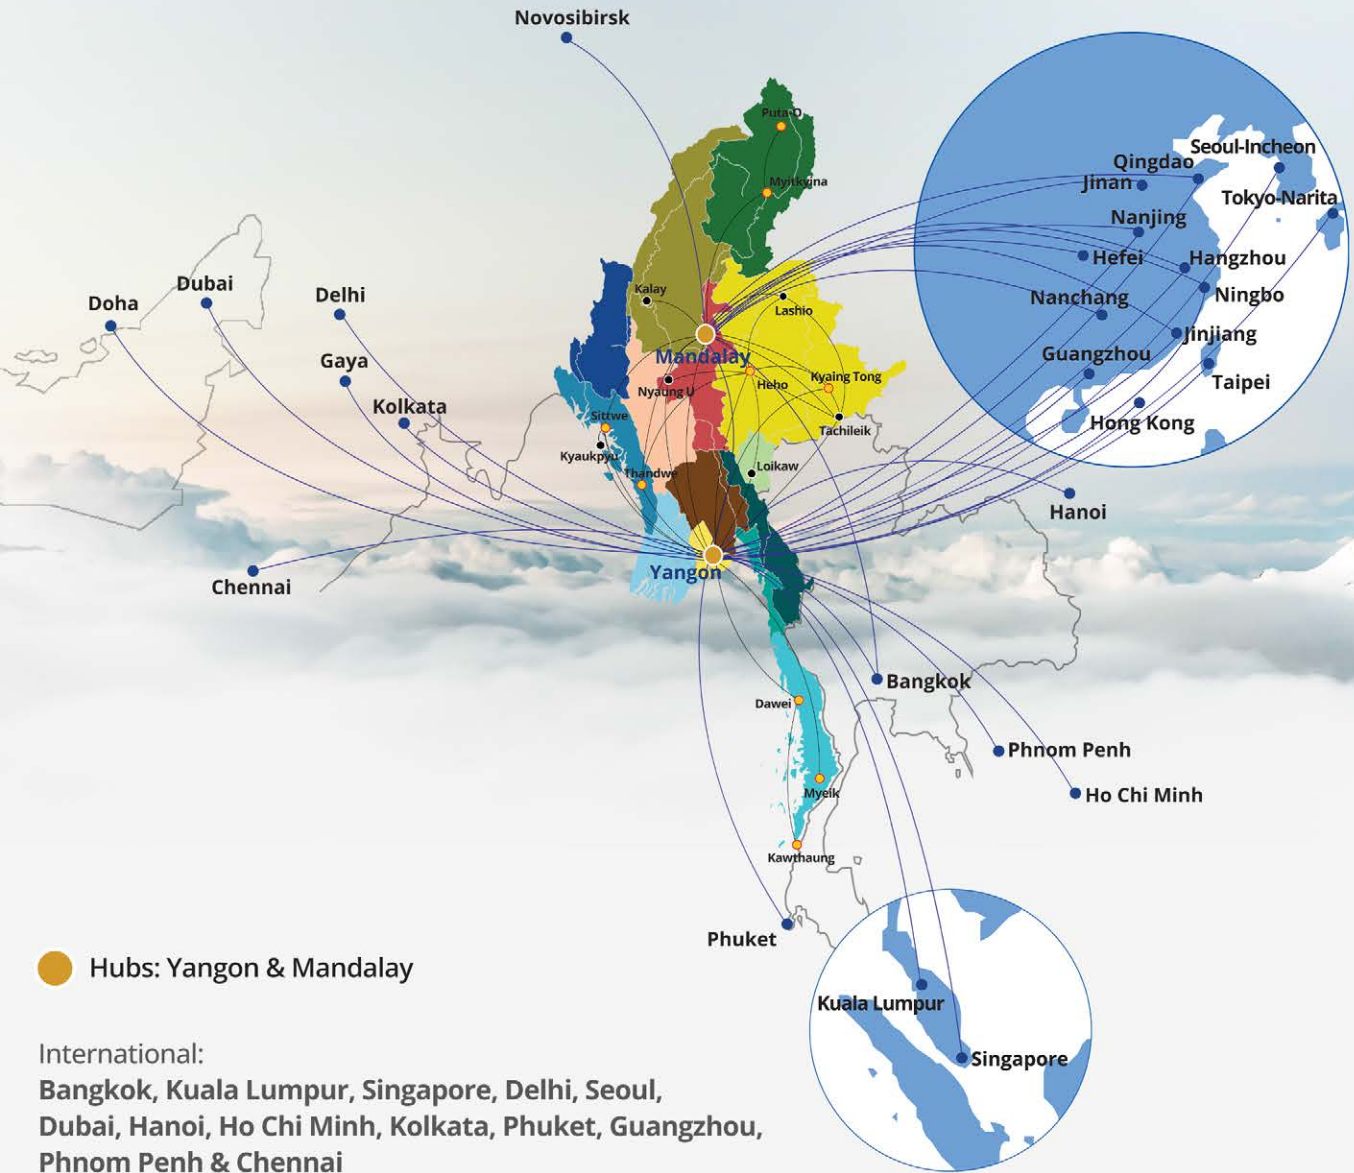 Novosibirsk
Puta-O
Myitkyina
Seoul-Incheon
Qingdao
Jinan
Tokyo-Narita
Nanjing
Hefei
Hangzhou
Nanchang
Ningbo
Jinjiang
Guangzhou
Taipei
Hong Kong
Dubai
Doha
Delhi
Kalay
Lashio
Mandalay
Gaya
Heho
Kyaing Tong
Nyaung U
Kolkata
Sittwe
Tachileik
Kyaukpyu
Loikaw
Thandwe
Hanoi
Yangon
Chennai
Bangkok
Dawei
Phnom Penh
Myeik
Ho Chi Minh
Kawthaung
Phuket
Kuala Lumpur
Singapore
Hubs: Yangon & Mandalay
International:
Bangkok, Kuala Lumpur, Singapore, Delhi, Seoul,
Dubai, Hanoi, Ho Chi Minh, Kolkata, Phuket, Guangzhou,
Phnom Penh & Chennai